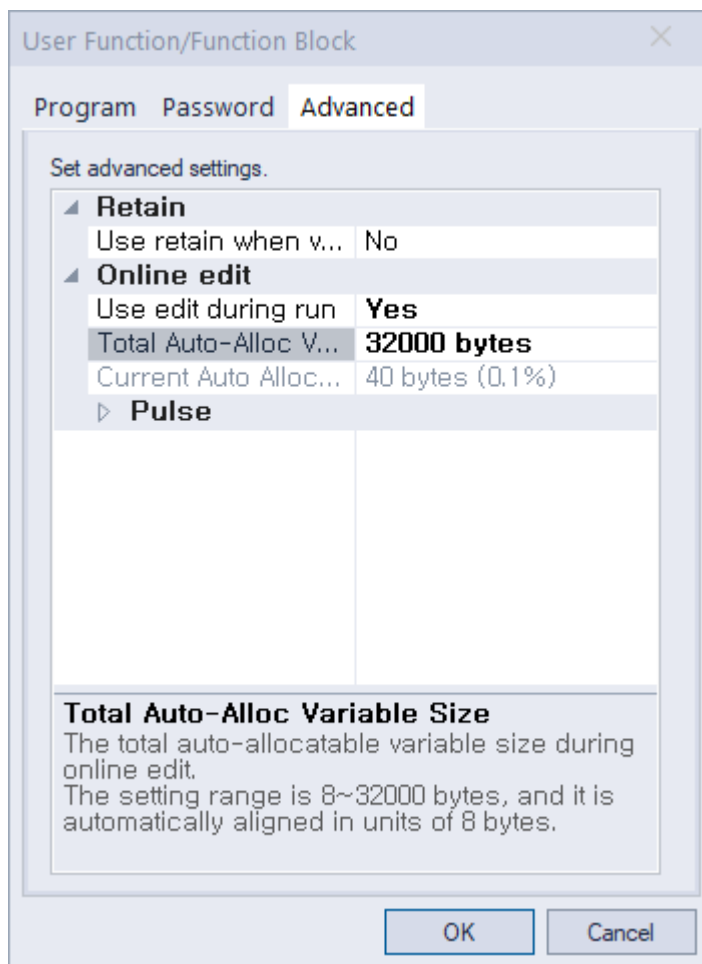 User Function/Function Block
Program Password Advanced
Set advanced settings.
Retain
Use retain when v... No
Online edit
Use edit during run Yes
Total Auto-Alloc V... 32000 bytes
Current Auto Alloc... 40 bytes (0.1%)
Pulse
Total Auto-Alloc Variable Size
The total auto-allocatable variable size during
online edit.
The setting range is 8~32000 bytes, and it is
automatically aligned in units of 8 bytes.
OK Cancel